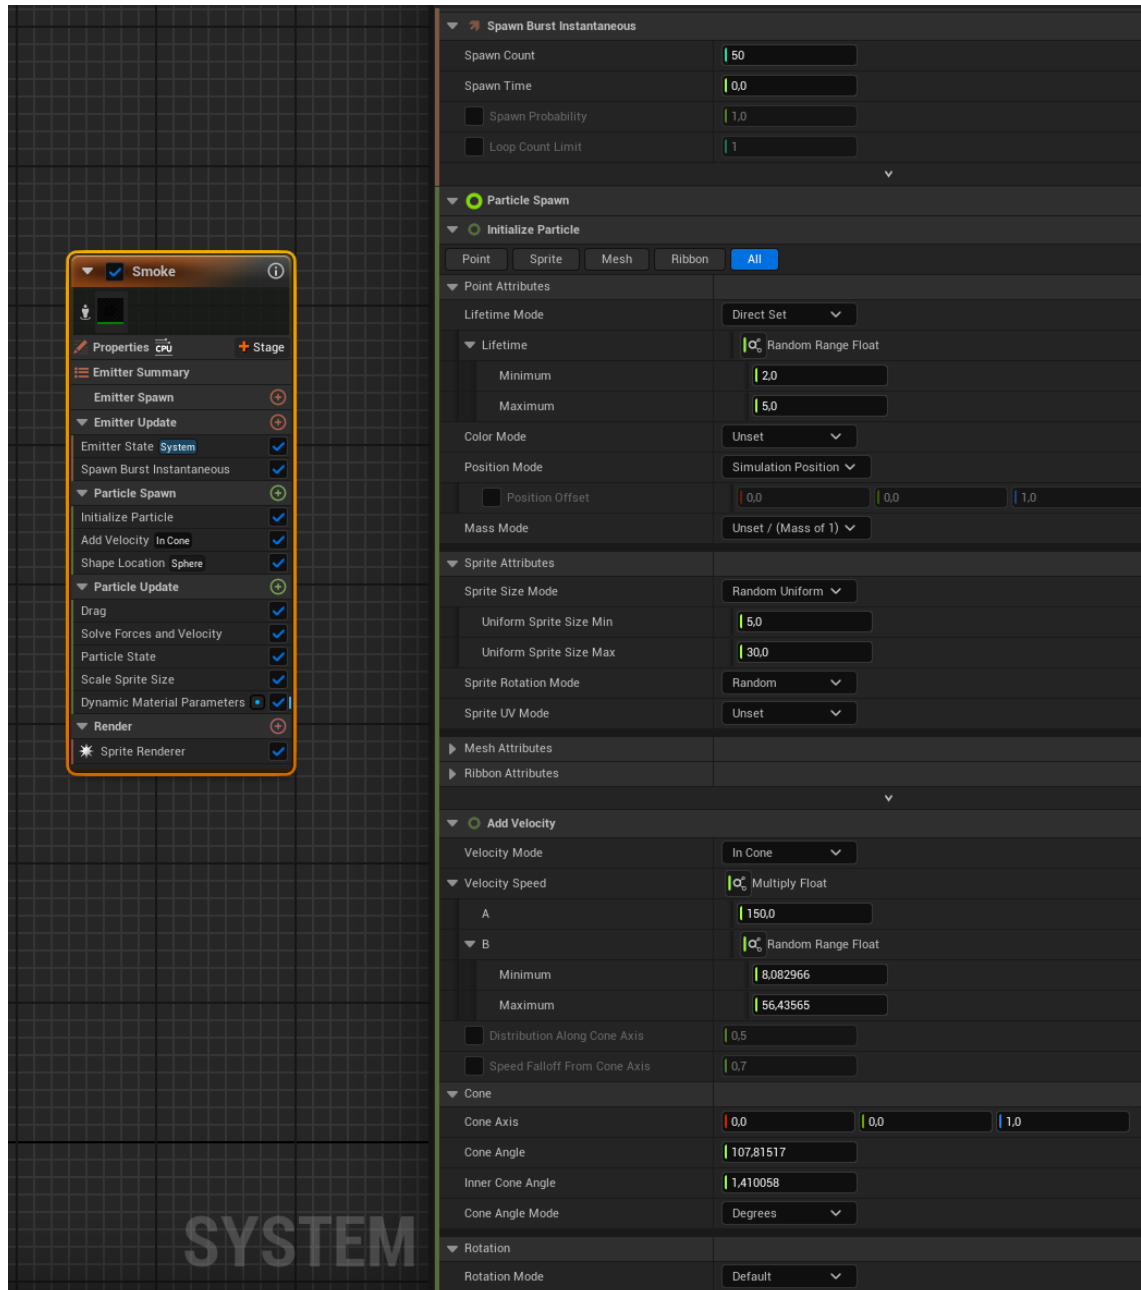 Smoke
Properties CPU + Stage
Emitter Summary
Emitter Spawn
Emitter Update
Emitter State System
Spawn Burst Instantaneous
Particle Spawn
Initialize Particle
Add Velocity In Cone
Shape Location Sphere
Particle Update
Drag
Solve Forces and Velocity
Particle State
Scale Sprite Size
Dynamic Material Parameters
Render
Sprite Renderer
SYSTEM
Spawn Burst Instantaneous
Spawn Count 50
Spawn Time 0,0
Spawn Probability 1,0
Loop Count Limit 1
Particle Spawn
Initialize Particle
Point Sprite Mesh Ribbon All
Point Attributes
Lifetime Mode Direct Set
Lifetime Random Range Float
Minimum 2,0
Maximum 5,0
Color Mode Unset
Position Mode Simulation Position
Position Offset 0,0 0,0 1,0
Mass Mode Unset / (Mass of 1)
Sprite Attributes
Sprite Size Mode Random Uniform
Uniform Sprite Size Min 5,0
Uniform Sprite Size Max 30,0
Sprite Rotation Mode Random
Sprite UV Mode Unset
Mesh Attributes
Ribbon Attributes
Add Velocity
Velocity Mode In Cone
Velocity Speed Multiply Float
A 150,0
B Random Range Float
Minimum 8,082966
Maximum 56,43565
Distribution Along Cone Axis 0,5
Speed Falloff From Cone Axis 0,7
Cone
Cone Axis 0,0 0,0 1,0
Cone Angle 107,81517
Inner Cone Angle 1,410058
Cone Angle Mode Degrees
Rotation
Rotation Mode Default